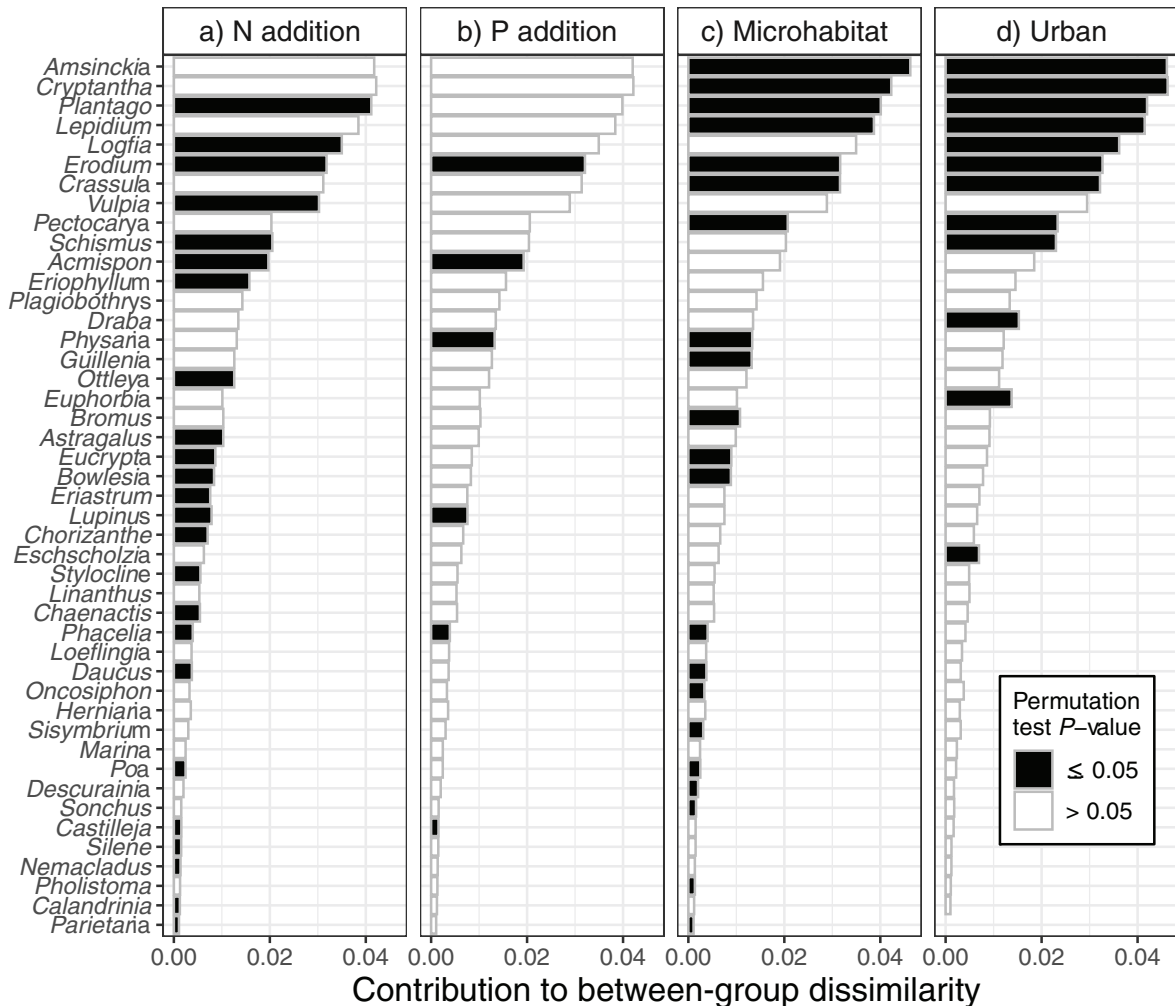 a) N addition
b) P addition
c) Microhabitat
d) Urban
Amsinckia
Cryptantha
Plantago
Lepidium
Logfia
Erodium
Crassula
Vulpia
Pectocarya
Schismus
Acmispon
Eriophyllum
Plagiobothrys
Draba
Physaria
Guillenia
Ottleya
Euphorbia
Bromus
Astragalus
Eucrypta
Bowlesia
Eriastrum
Lupinus
Chorizanthe
Eschscholzia
Stylocline
Linanthus
Chaenactis
Phacelia
Loeflingia
Daucus
Oncosiphon
Herniaria
Sisymbrium
Marina
Poa
Descurainia
Sonchus
Castilleja
Silene
Nemacladus
Pholistoma
Calandrinia
Parietaria
Permutation
test P−value
≤ 0.05
> 0.05
0.00 0.02 0.04 0.00 0.02 0.04 0.00 0.02 0.04 0.00 0.02 0.04
Contribution to between-group dissimilarity